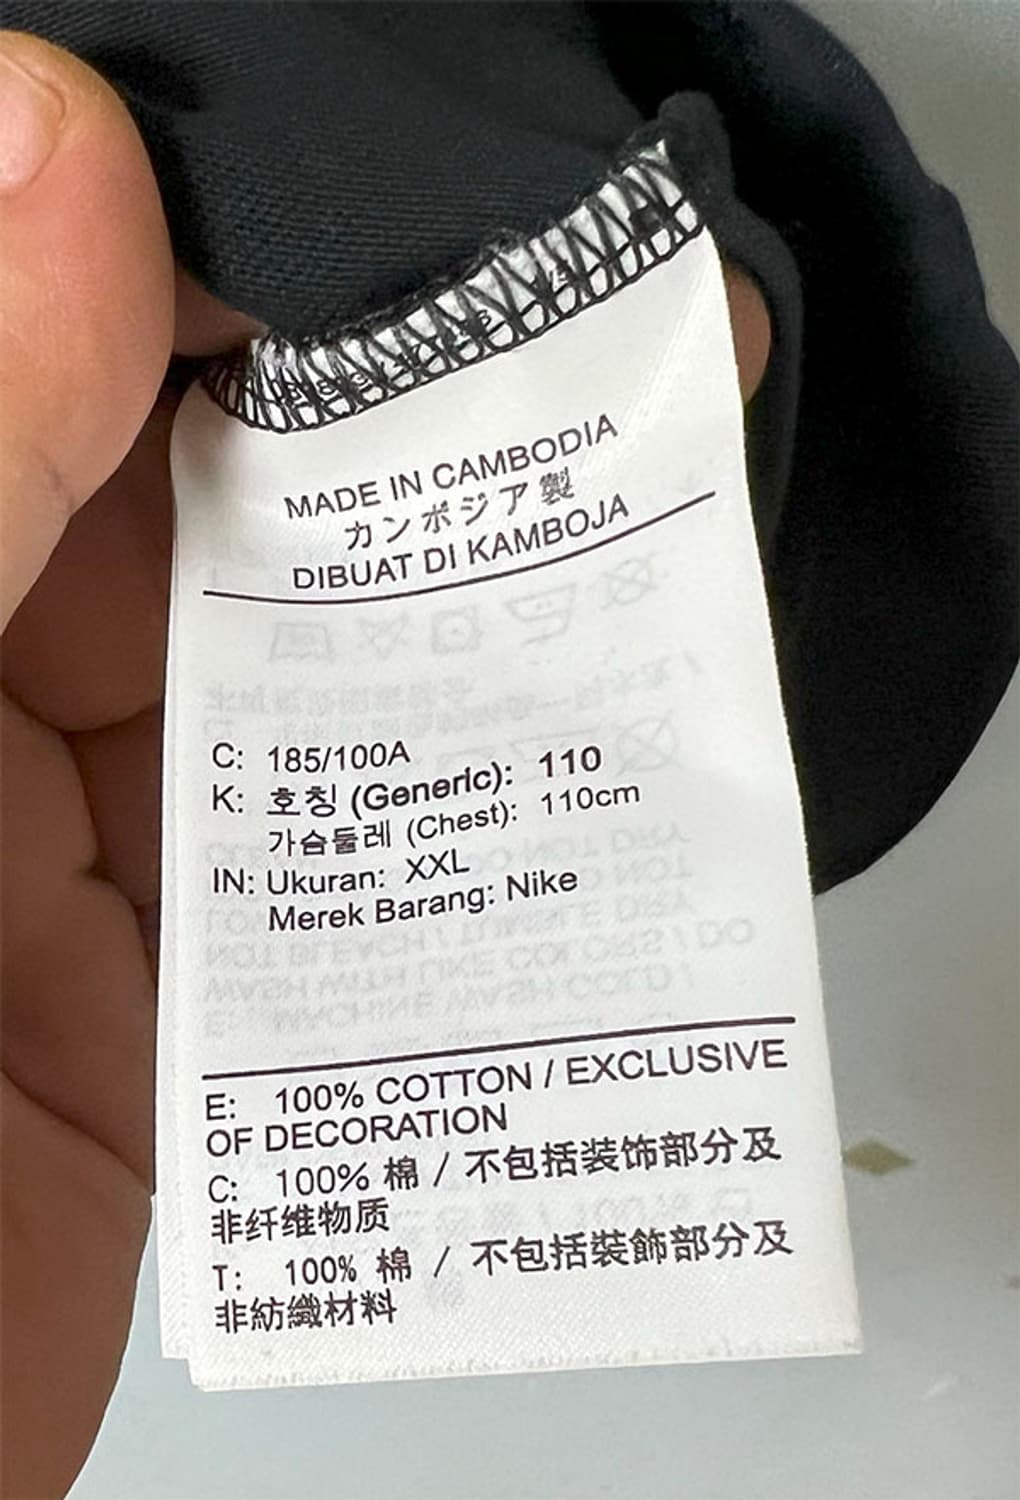 MADE IN CAMBODIA
カンボジア製
DIBUAT DI KAMBOJA
C: 185/100A
K: 호칭 (Generic): 110
가슴둘레 (Chest): 110cm
IN: Ukuran: XXL
Merek Barang: Nike
E: 100% COTTON / EXCLUSIVE
OF DECORATION
C: 100% 棉 / 不包括装饰部分及
非纤维物质
T: 100% 棉 / 不包括裝飾部分及
非紡織材料